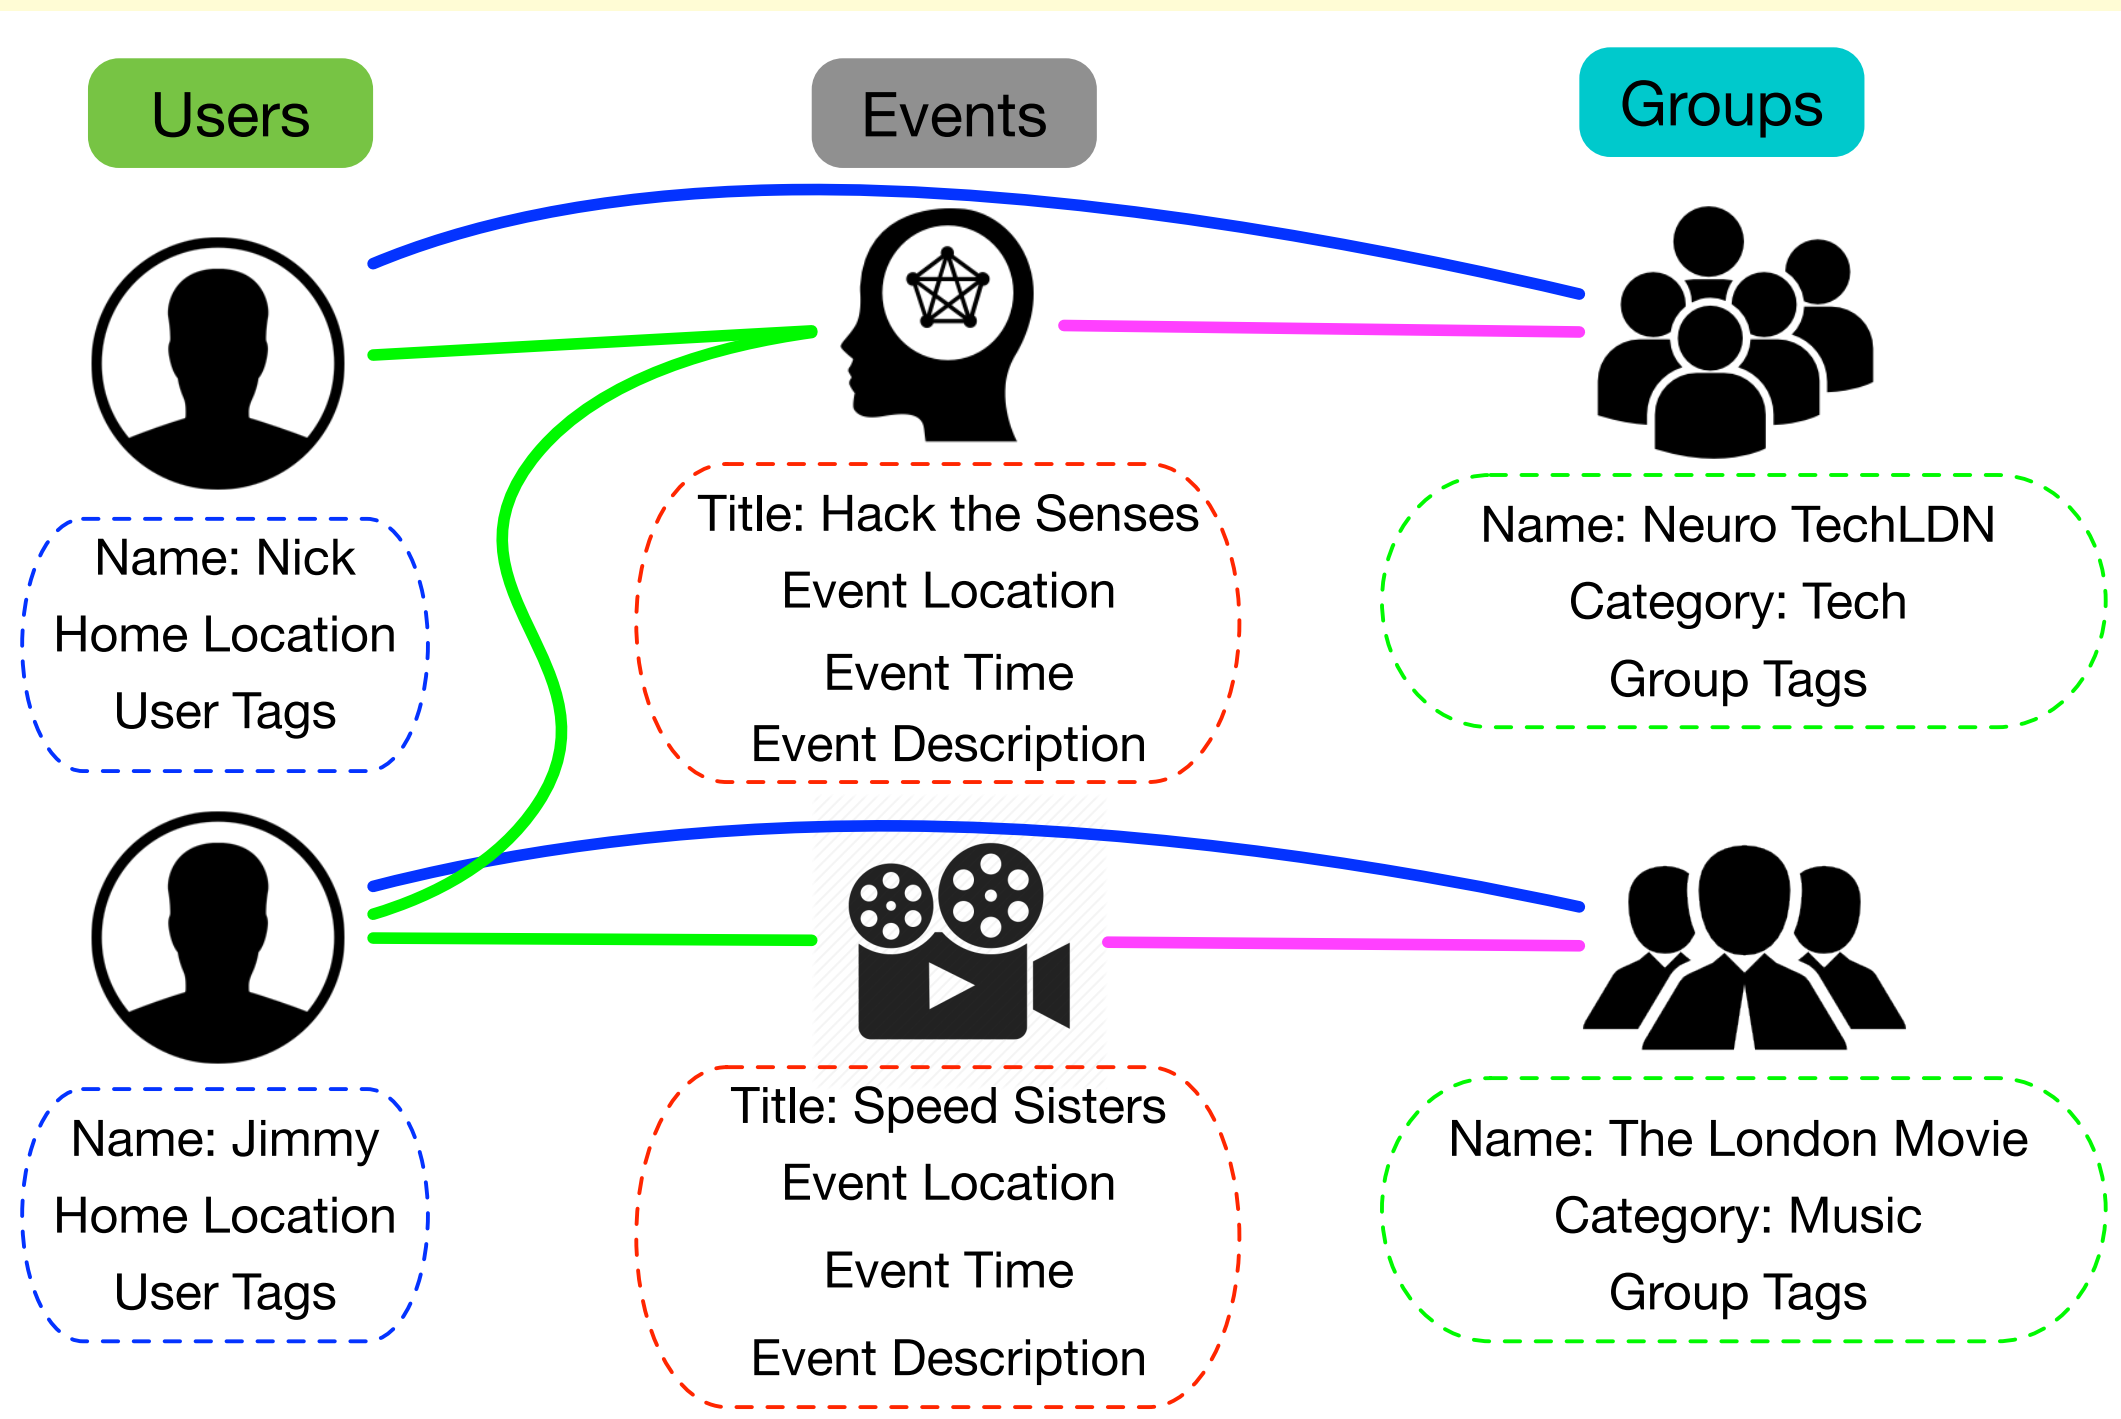 Users
Events
Groups
Name: Nick
Home Location
User Tags
Title: Hack the Senses
Event Location
Event Time
Event Description
Name: Neuro TechLDN
Category: Tech
Group Tags
Name: Jimmy
Home Location
User Tags
Title: Speed Sisters
Event Location
Event Time
Event Description
Name: The London Movie
Category: Music
Group Tags